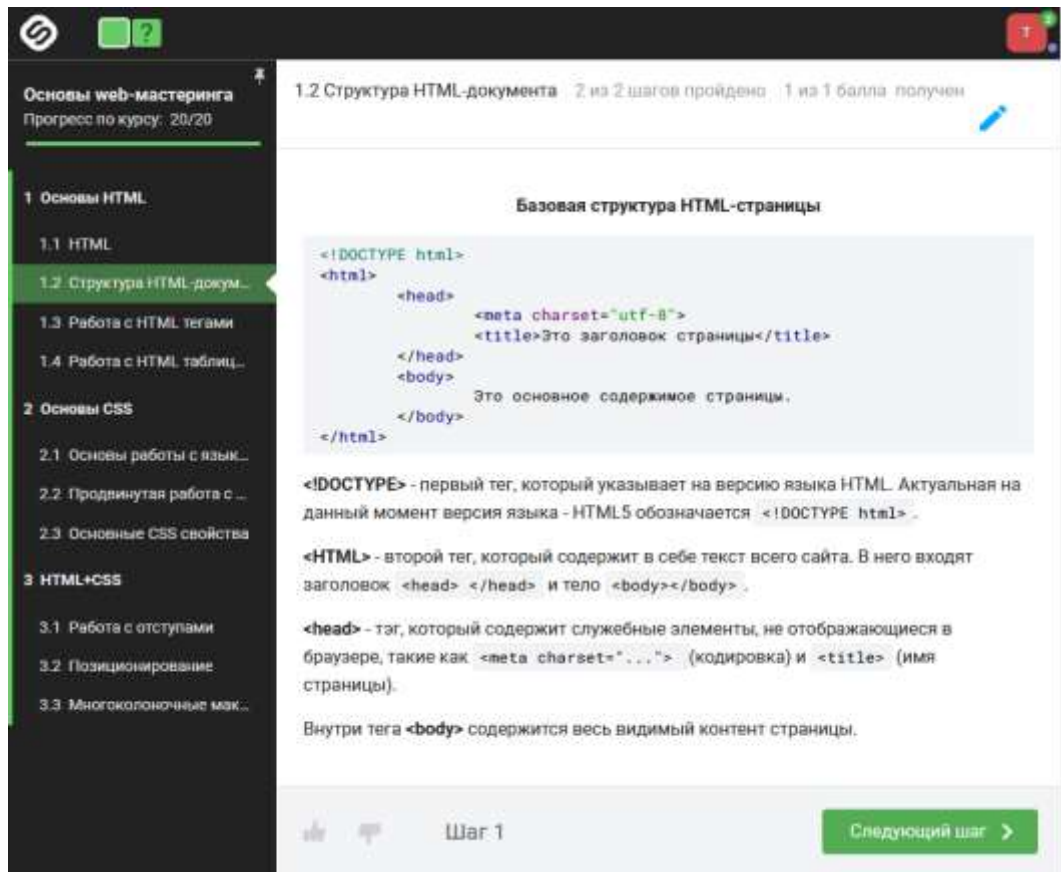 ?
T
2
Основы web-мастеринга
Прогресс по курсу: 20/20
1 Основы HTML
1.1 HTML
1.2 Структура HTML-докум...
1.3 Работа с HTML тегами
1.4 Работа с HTML таблиц...
2 Основы CSS
2.1 Основы работы с язык...
2.2 Продвинутая работа с ...
2.3 Основные CSS свойства
3 HTML+CSS
3.1 Работа с отступами
3.2 Позиционирование
3.3 Многоколоночные мак...
1.2 Структура HTML-документа 2 из 2 шагов пройдено 1 из 1 балла получен
Базовая структура HTML-страницы
<!DOCTYPE html>
<html>
<head>
<meta charset="utf-8">
<title>Это заголовок страницы</title>
</head>
<body>
Это основное содержимое страницы.
</body>
</html>
<!DOCTYPE> - первый тег, который указывает на версию языка HTML. Актуальная на
данный момент версия языка - HTML5 обозначается <!DOCTYPE html> .
<HTML> - второй тег, который содержит в себе текст всего сайта. В него входят
заголовок <head> </head> и тело <body></body> .
<head> - тэг, который содержит служебные элементы, не отображающиеся в
браузере, такие как <meta charset="..."> (кодировка) и <title> (имя
страницы).
Внутри тега <body> содержится весь видимый контент страницы.
Шаг 1
Следующий шаг